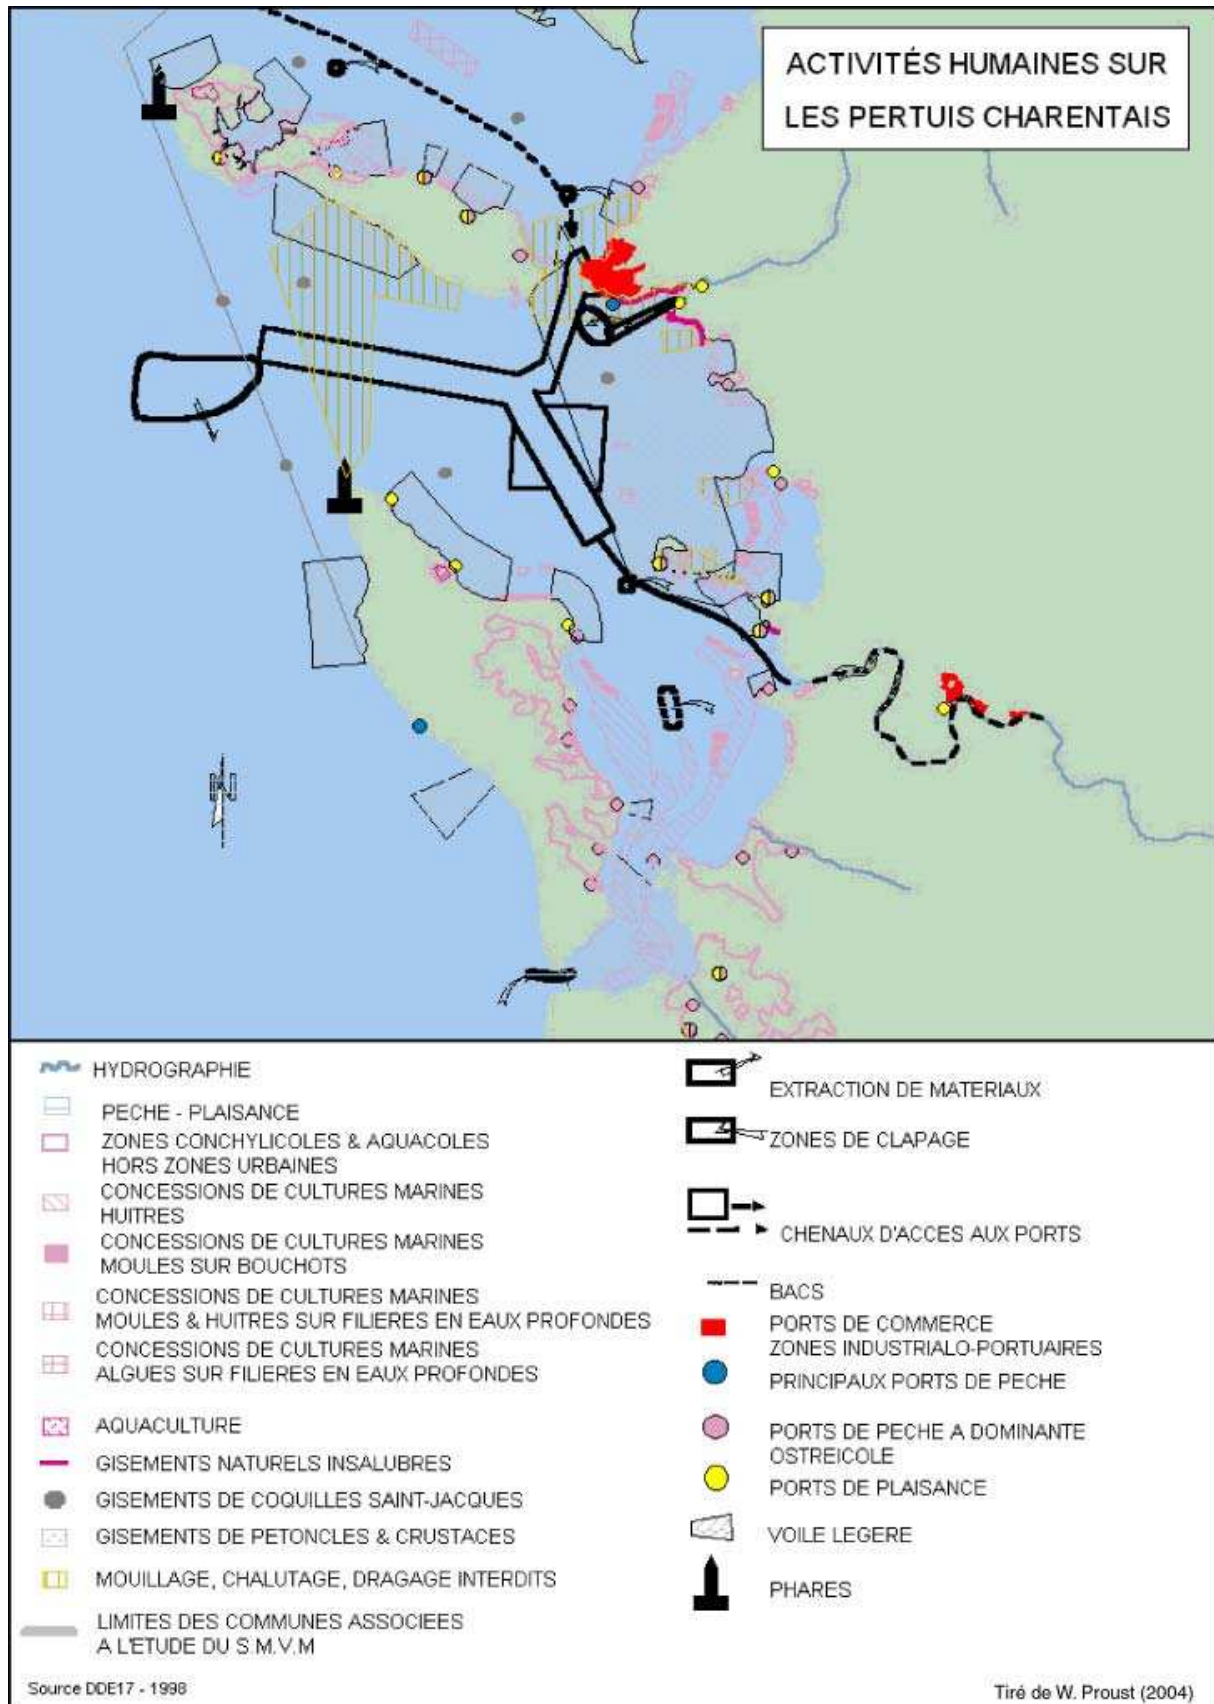 ACTIVITÉS HUMAINES SUR
LES PERTUIS CHARENTAIS
N
HYDROGRAPHIE
PECHE - PLAISANCE
ZONES CONCHYLICOLES & AQUACOLES
HORS ZONES URBAINES
CONCESSIONS DE CULTURES MARINES
HUITRES
CONCESSIONS DE CULTURES MARINES
MOULES SUR BOUCHOTS
CONCESSIONS DE CULTURES MARINES
MOULES & HUITRES SUR FILIERES EN EAUX PROFONDES
CONCESSIONS DE CULTURES MARINES
ALGUES SUR FILIERES EN EAUX PROFONDES
AQUACULTURE
GISEMENTS NATURELS INSALUBRES
GISEMENTS DE COQUILLES SAINT-JACQUES
GISEMENTS DE PETONCLES & CRUSTACES
MOUILLAGE, CHALUTAGE, DRAGAGE INTERDITS
LIMITES DES COMMUNES ASSOCIEES
A L'ETUDE DU S.M.V.M
EXTRACTION DE MATERIAUX
ZONES DE CLAPAGE
CHENAUX D'ACCES AUX PORTS
BACS
PORTS DE COMMERCE
ZONES INDUSTRIALO-PORTUAIRES
PRINCIPAUX PORTS DE PECHE
PORTS DE PECHE A DOMINANTE
OSTREICOLE
PORTS DE PLAISANCE
VOILE LEGERE
PHARES
Source DDE17 - 1998
Tiré de W. Proust (2004)